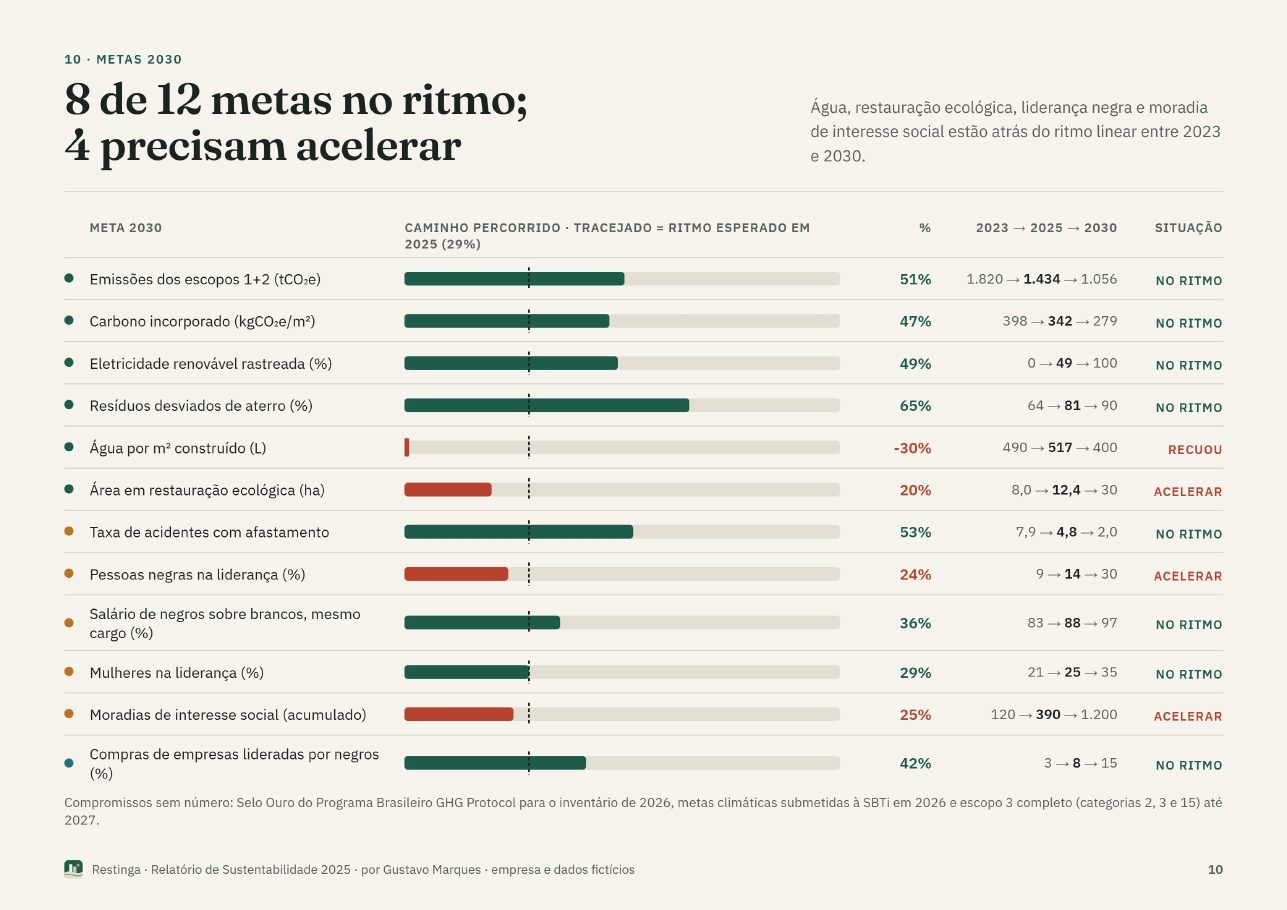 10 · METAS 2030
8 de 12 metas no ritmo;
4 precisam acelerar
Água, restauração ecológica, liderança negra e moradia
de interesse social estão atrás do ritmo linear entre 2023
e 2030.
META 2030 CAMINHO PERCORRIDO · TRACEJADO = RITMO ESPERADO EM % 2023 → 2025 → 2030 SITUAÇÃO
2025 (29%)
Emissões dos escopos 1+2 (tCO₂e) 51% 1.820 → 1.434 → 1.056 NO RITMO
Carbono incorporado (kgCO₂e/m²) 47% 398 → 342 → 279 NO RITMO
Eletricidade renovável rastreada (%) 49% 0 → 49 → 100 NO RITMO
Resíduos desviados de aterro (%) 65% 64 → 81 → 90 NO RITMO
Água por m² construído (L) -30% 490 → 517 → 400 RECUOU
Área em restauração ecológica (ha) 20% 8,0 → 12,4 → 30 ACELERAR
Taxa de acidentes com afastamento 53% 7,9 → 4,8 → 2,0 NO RITMO
Pessoas negras na liderança (%) 24% 9 → 14 → 30 ACELERAR
Salário de negros sobre brancos, mesmo
cargo (%) 36% 83 → 88 → 97 NO RITMO
Mulheres na liderança (%) 29% 21 → 25 → 35 NO RITMO
Moradias de interesse social (acumulado) 25% 120 → 390 → 1.200 ACELERAR
Compras de empresas lideradas por negros
(%) 42% 3 → 8 → 15 NO RITMO
Compromissos sem número: Selo Ouro do Programa Brasileiro GHG Protocol para o inventário de 2026, metas climáticas submetidas à SBTi em 2026 e escopo 3 completo (categorias 2, 3 e 15) até
2027.
Restinga · Relatório de Sustentabilidade 2025 · por Gustavo Marques · empresa e dados fictícios 10